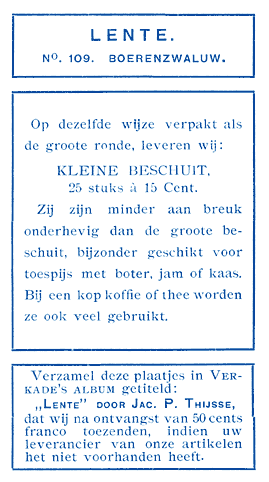 LENTE.
No. 109. BOERENZWALUW.
Op dezelfde wijze verpakt als
de groote ronde, leveren wij:
KLEINE BESCHUIT,
25 stuks à 15 Cent.
Zij zijn minder aan breuk
onderhevig dan de groote be-
schuit, bijzonder geschikt voor
toespijs met boter, jam of kaas.
Bij een kop koffie of thee worden
ze ook veel gebruikt.
Verzamel deze plaatjes in VER-
KADE'S ALBUM getiteld:
„LENTE" DOOR JAC. P. THIJSSE,
dat wij na ontvangst van 50 cents
franco toezenden, indien uw
leverancier van onze artikelen
het niet voorhanden heeft.